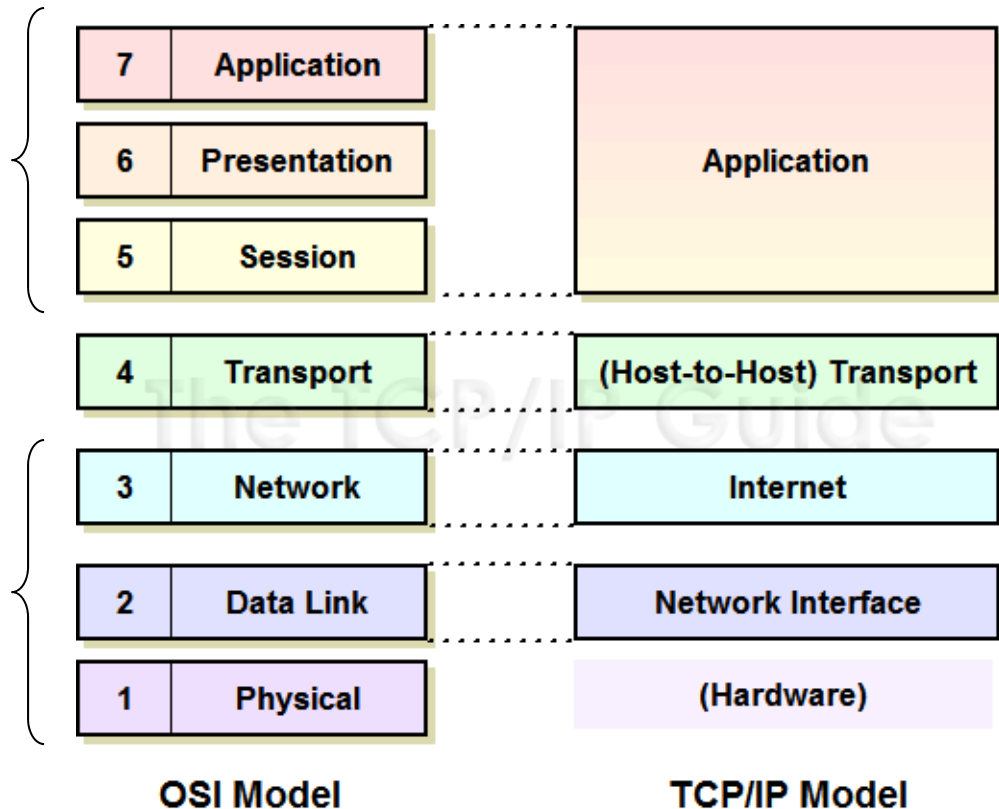 7 Application
6 Presentation
5 Session
Application
4 Transport
(Host-to-Host) Transport
The TCP/IP Guide
3 Network
Internet
2 Data Link
Network Interface
1 Physical
(Hardware)
OSI Model
TCP/IP Model